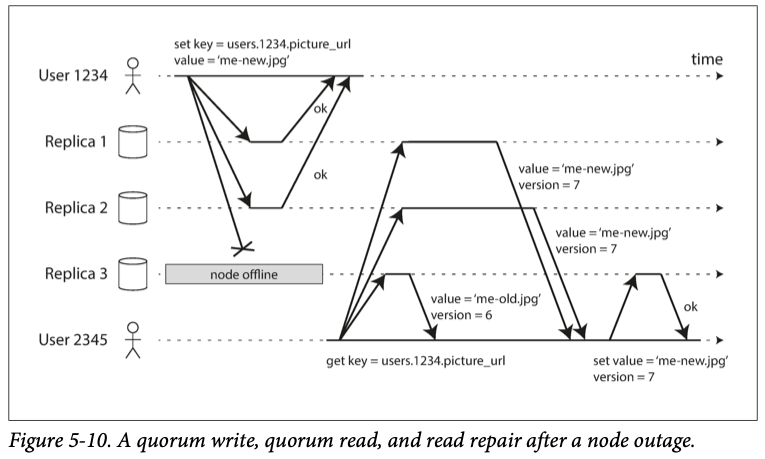 set key = users.1234.picture_url
value = 'me-new.jpg'
time
User 1234
ok
Replica 1
ok
value = 'me-new.jpg'
version = 7
Replica 2
value = 'me-new.jpg'
version = 7
Replica 3
node offline
value = 'me-old.jpg'
version = 6
ok
User 2345
get key = users.1234.picture_url
set value = 'me-new.jpg'
version = 7
Figure 5-10. A quorum write, quorum read, and read repair after a node outage.